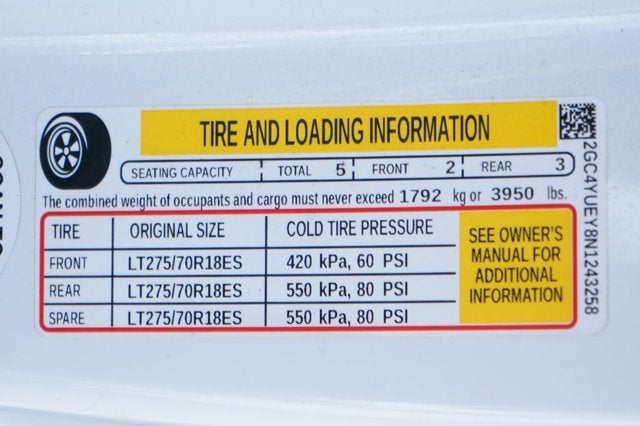 TIRE AND LOADING INFORMATION
SEATING CAPACITY TOTAL 5 FRONT 2 REAR 3
The combined weight of occupants and cargo must never exceed 1792 kg or 3950 lbs.
TIRE ORIGINAL SIZE COLD TIRE PRESSURE
FRONT LT275/70R18ES 420 kPa, 60 PSI
REAR LT275/70R18ES 550 kPa, 80 PSI
SPARE LT275/70R18ES 550 kPa, 80 PSI
SEE OWNER'S
MANUAL FOR
ADDITIONAL
INFORMATION
2GC4YUEY8N1243258